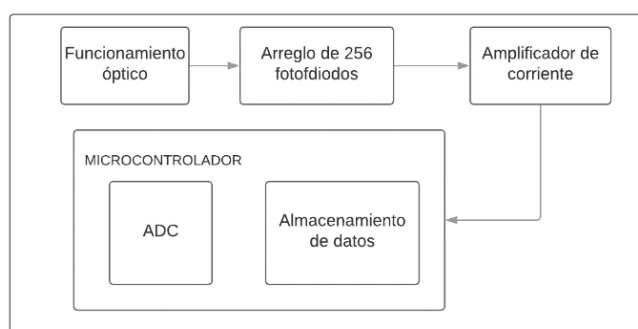 Funcionamiento
óptico
Arreglo de 256
fotofdiodos
Amplificador de
corriente
MICROCONTROLADOR
ADC
Almacenamiento
de datos